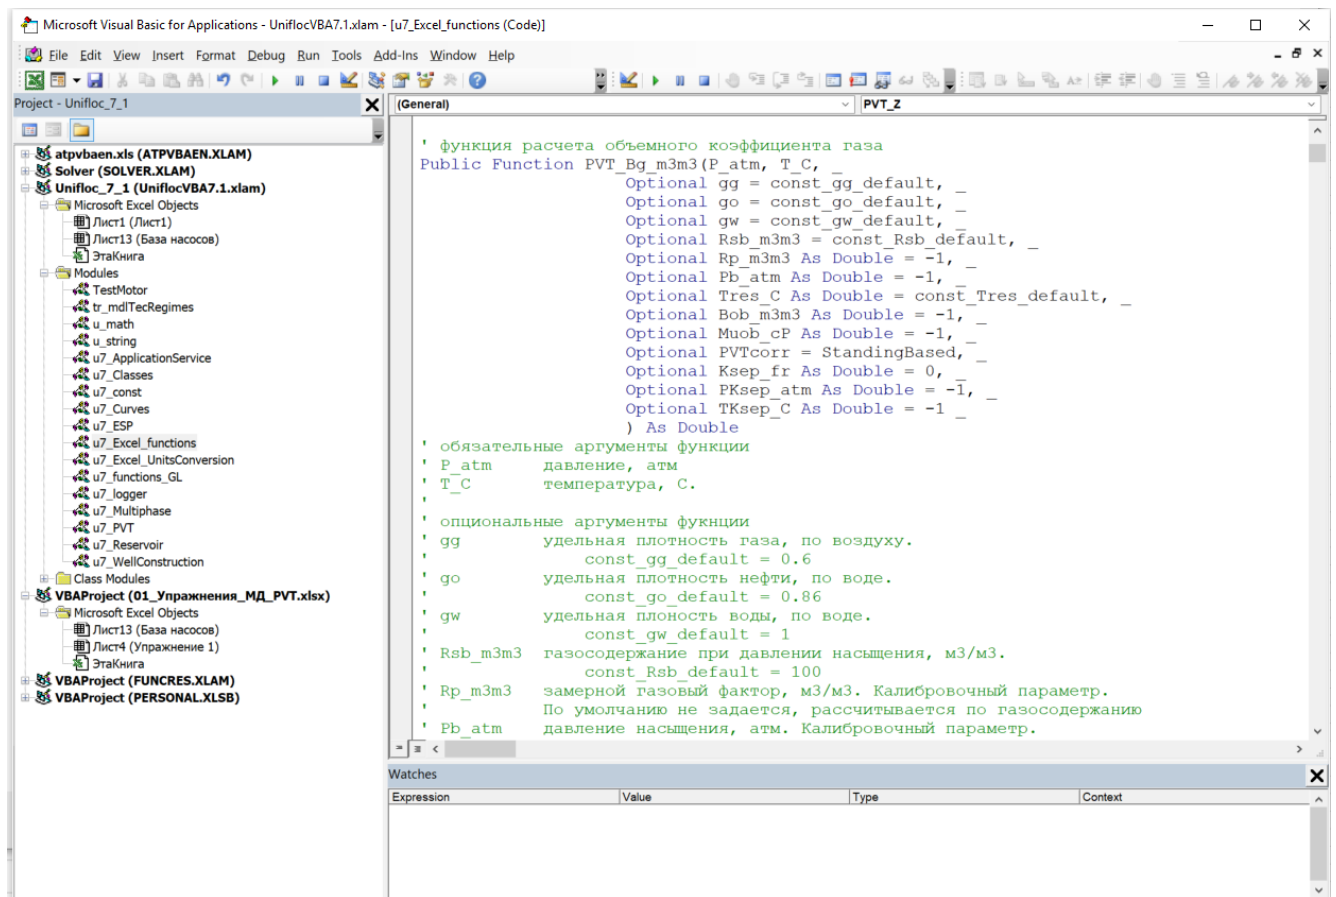 Microsoft Visual Basic for Applications - UniflocVBA7.1.xlam - [u7_Excel_functions (Code)]
File Edit View Insert Format Debug Run Tools Add-Ins Window Help
Project - Unifloc_7_1
atpvbaen.xls (ATPVBAEN.XLAM)
Solver (SOLVER.XLAM)
Unifloc_7_1 (UniflocVBA7.1.xlam)
Microsoft Excel Objects
Лист1 (Лист1)
Лист13 (База насосов)
ЭтаКнига
Modules
TestMotor
tr_mdlTecRegimes
u_math
u_string
u7_ApplicationService
u7_Classes
u7_const
u7_Curves
u7_ESP
u7_Excel_functions
u7_Excel_UnitsConversion
u7_functions_GL
u7_logger
u7_Multiphase
u7_PVT
u7_Reservoir
u7_WellConstruction
Class Modules
VBAProject (01_Упражнения_МД_PVT.xlsx)
Microsoft Excel Objects
Лист13 (База насосов)
Лист4 (Упражнение 1)
ЭтаКнига
VBAProject (FUNCRES.XLAM)
VBAProject (PERSONAL.XLSB)
(General)
PVT_Z
' функция расчета объемного коэффициента газа
Public Function PVT_Bg_m3m3(P_atm, T_C, _
Optional gg = const_gg_default, _
Optional go = const_go_default, _
Optional gw = const_gw_default, _
Optional Rsb_m3m3 = const_Rsb_default, _
Optional Rp_m3m3 As Double = -1, _
Optional Pb_atm As Double = -1, _
Optional Tres_C As Double = const_Tres_default, _
Optional Bob_m3m3 As Double = -1, _
Optional Muob_cP As Double = -1, _
Optional PVTcorr = StandingBased, _
Optional Ksep_fr As Double = 0, _
Optional PKsep_atm As Double = -1, _
Optional TKsep_C As Double = -1 _
) As Double
' обязательные аргументы функции
' P_atm давление, атм
' T_C температура, С.
'
' опциональные аргументы фукнции
' gg удельная плотность газа, по воздуху.
' const_gg_default = 0.6
' go удельная плотность нефти, по воде.
' const_go_default = 0.86
' gw удельная плоность воды, по воде.
' const_gw_default = 1
' Rsb_m3m3 газосодержание при давлении насыщения, м3/м3.
' const_Rsb_default = 100
' Rp_m3m3 замерной газовый фактор, м3/м3. Калибровочный параметр.
' По умолчанию не задается, рассчитывается по газосодержанию
' Pb_atm давление насыщения, атм. Калибровочный параметр.
Watches
Expression Value Type Context